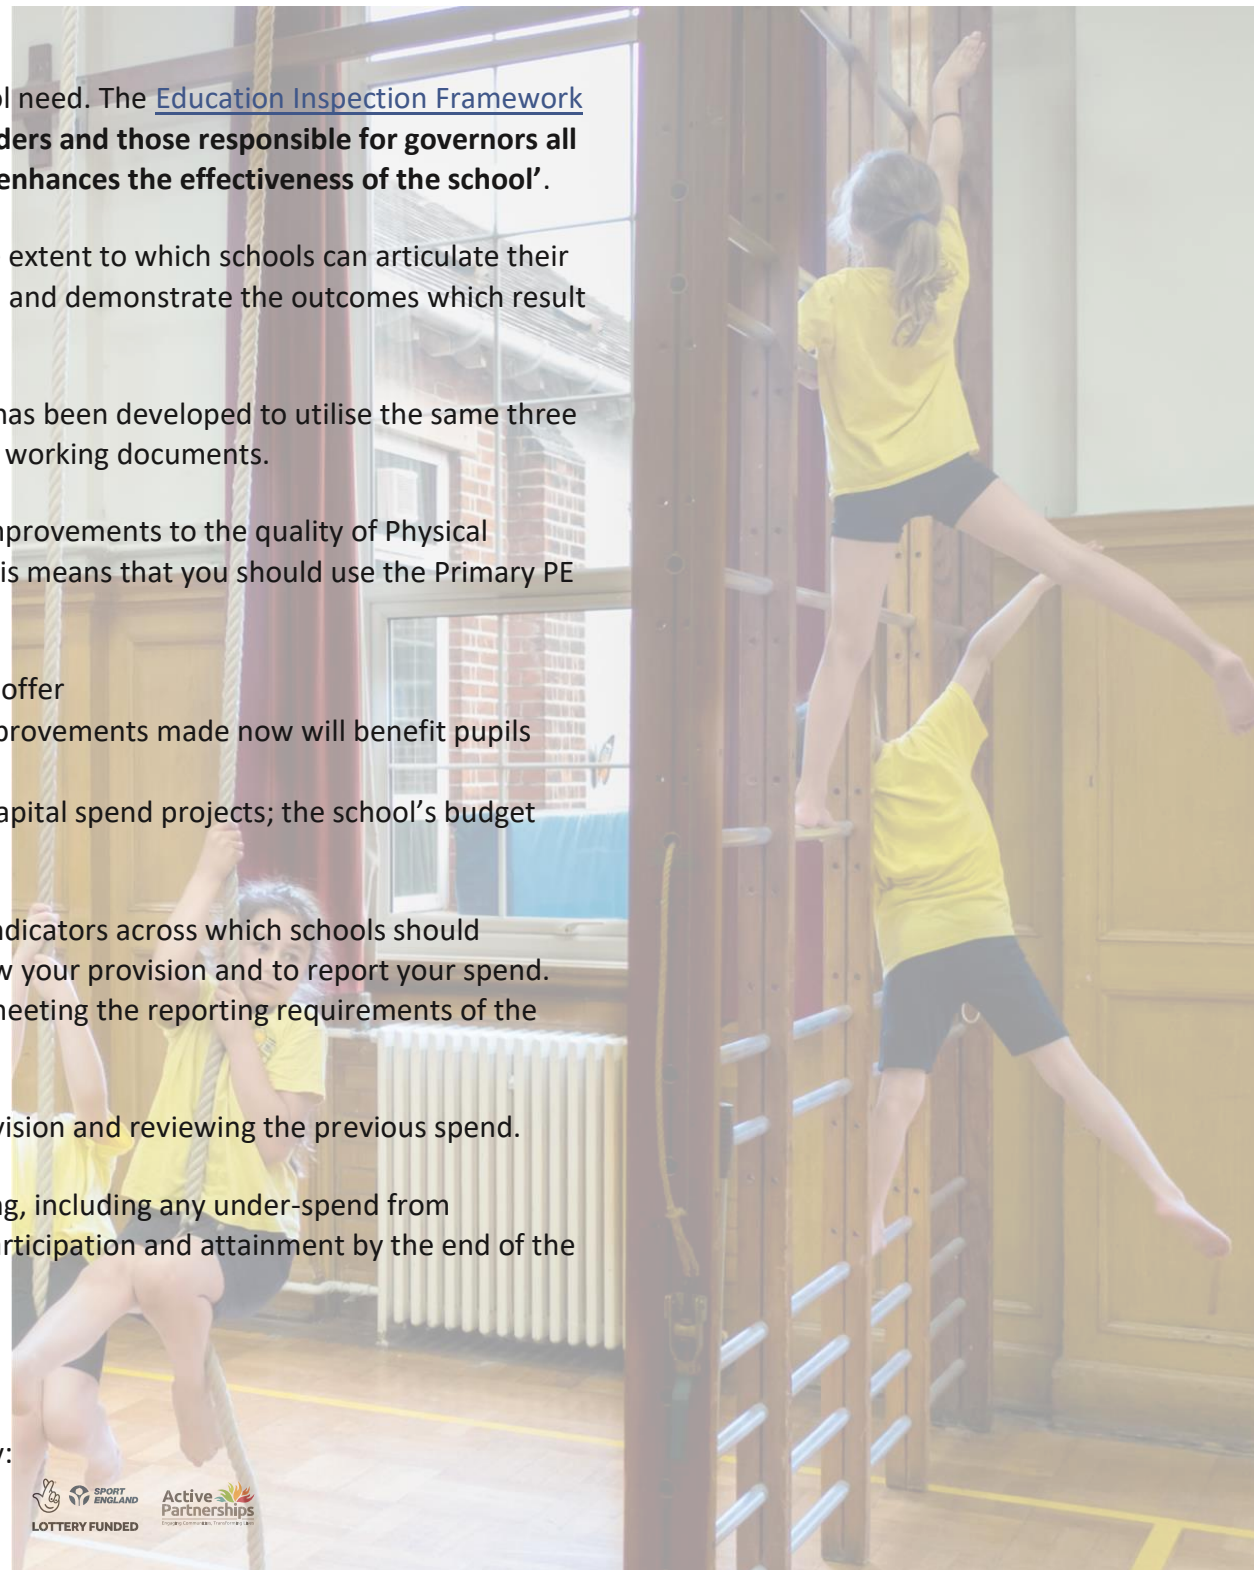 l need. The Education Inspection Framework
ders and those responsible for governors all
enhances the effectiveness of the school’.
extent to which schools can articulate their
and demonstrate the outcomes which result
has been developed to utilise the same three
working documents.
nprovements to the quality of Physical
is means that you should use the Primary PE
offer
provements made now will benefit pupils
apital spend projects; the school’s budget
ndicators across which schools should
w your provision and to report your spend.
neeting the reporting requirements of the
vision and reviewing the previous spend.
ng, including any under-spend from
articipation and attainment by the end of the
y:
SPORT
ENGLAND
LOTTERY FUNDED
Active
Partnerships